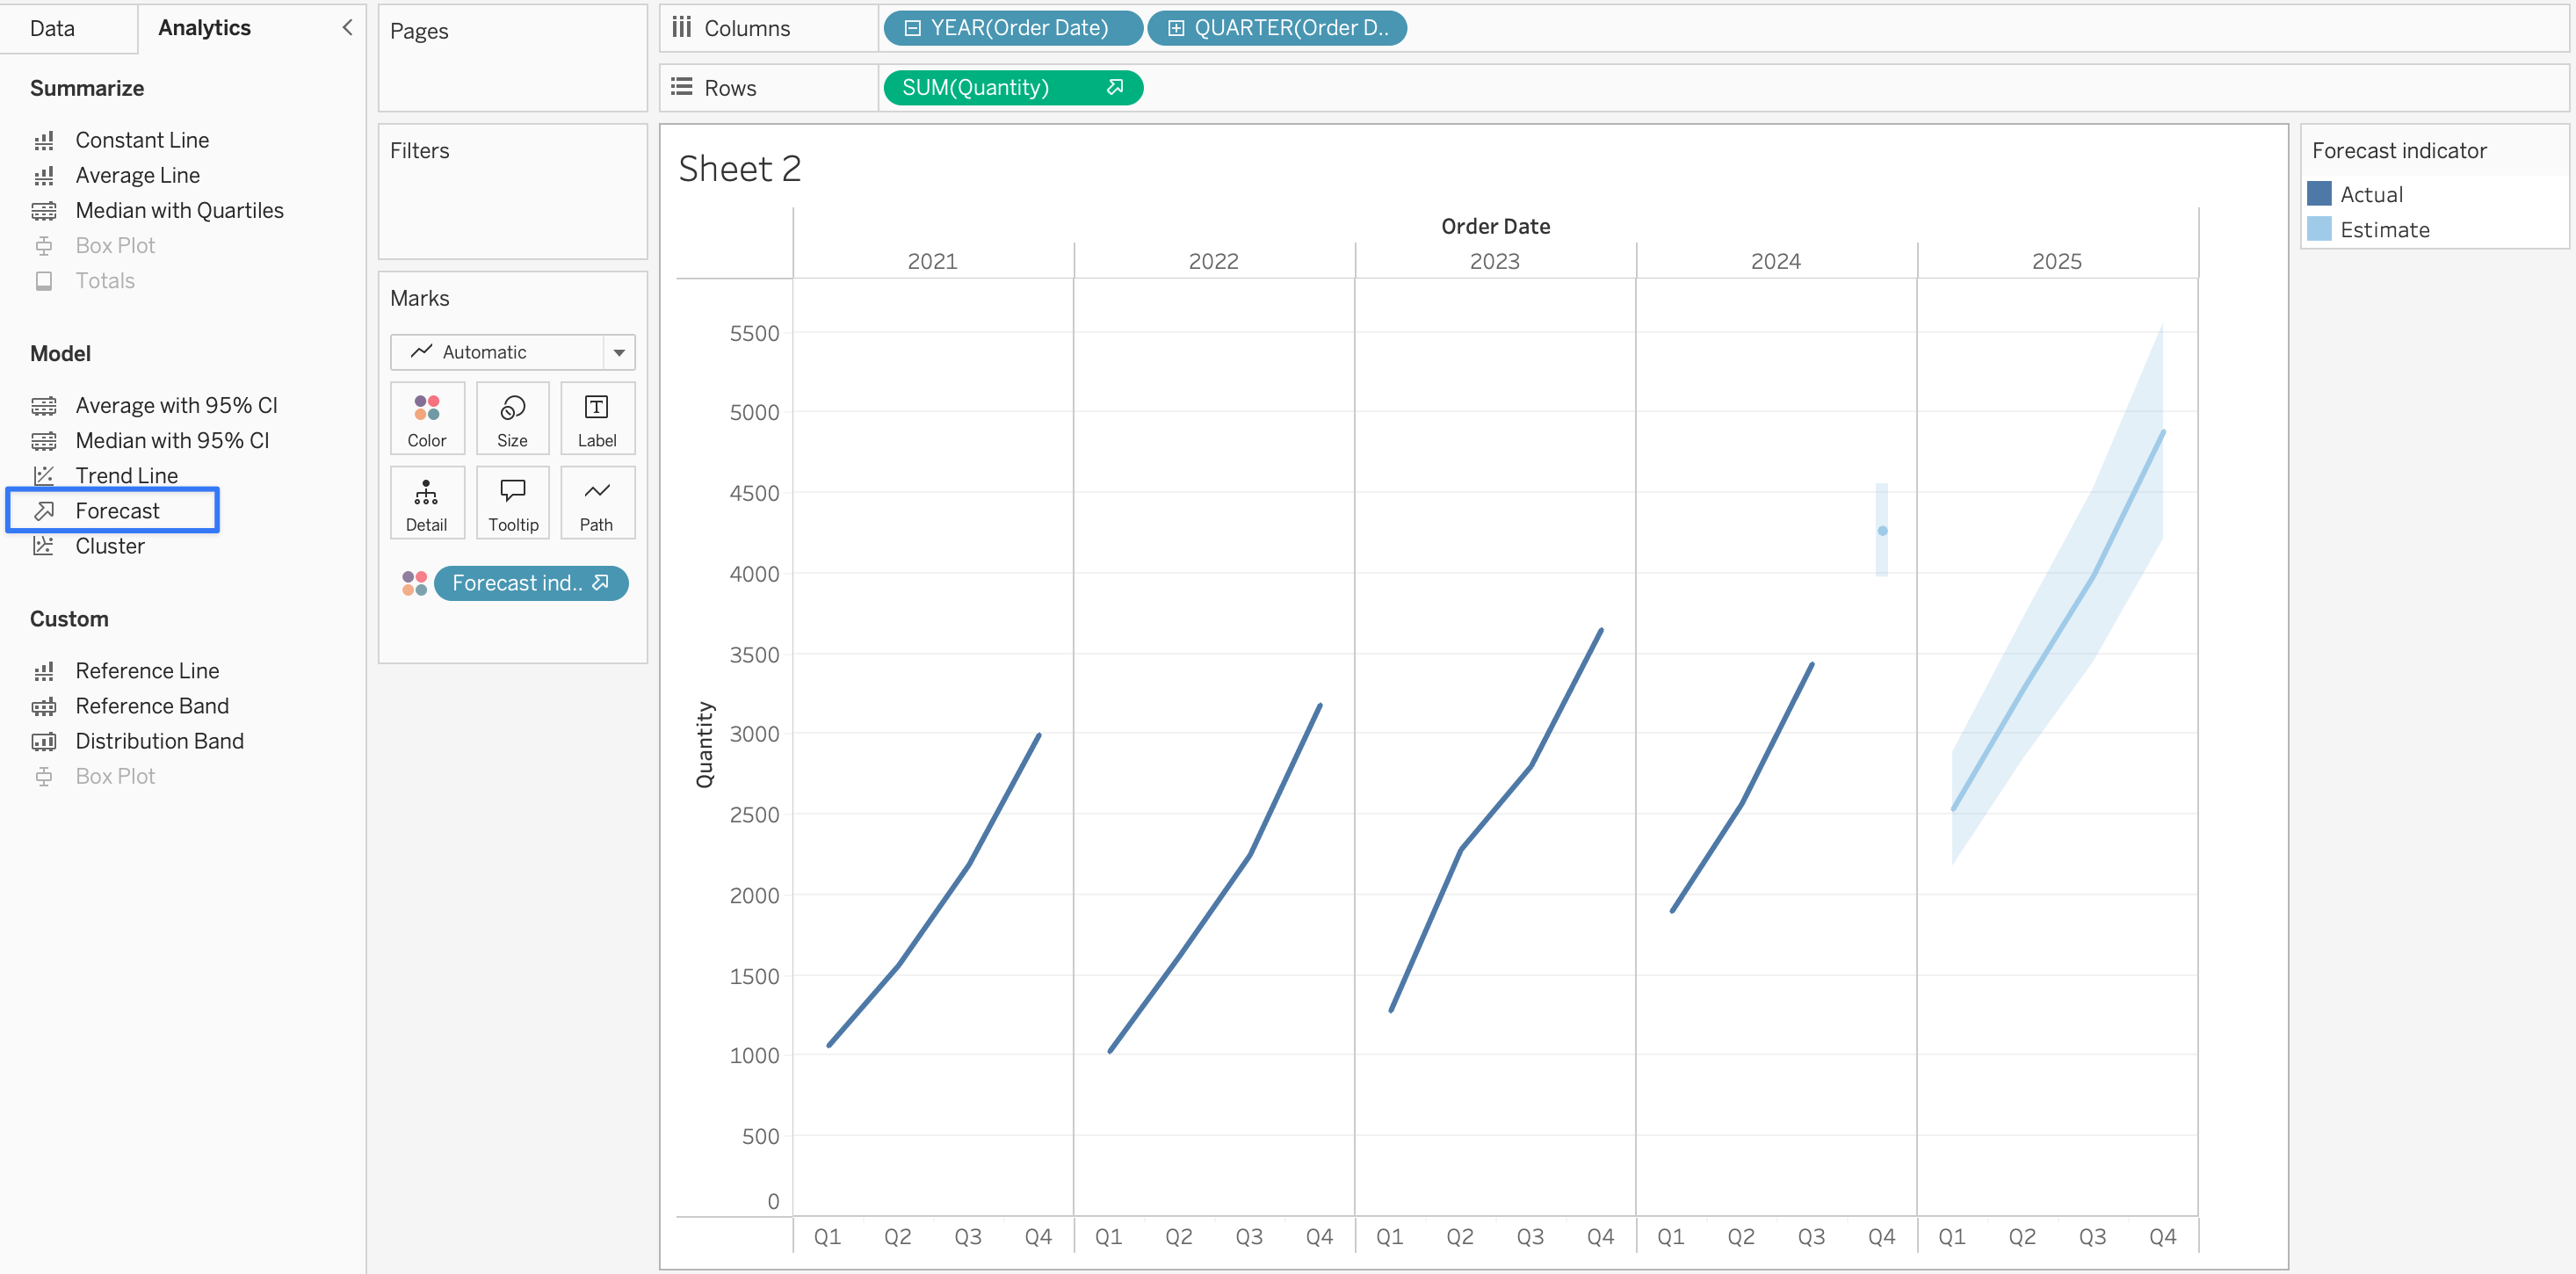 Data
Analytics
Summarize
Constant Line
Average Line
Median with Quartiles
Box Plot
Totals
Model
Average with 95% CI
Median with 95% CI
Trend Line
Forecast
Cluster
Custom
Reference Line
Reference Band
Distribution Band
Box Plot
Pages
Filters
Marks
Automatic
Color Size Label
Detail Tooltip Path
Forecast ind..
Columns YEAR(Order Date) QUARTER(Order D..
Rows SUM(Quantity)
Sheet 2
Order Date
2021 2022 2023 2024 2025
Quantity
5500
5000
4500
4000
3500
3000
2500
2000
1500
1000
500
0
Q1 Q2 Q3 Q4 Q1 Q2 Q3 Q4 Q1 Q2 Q3 Q4 Q1 Q2 Q3 Q4 Q1 Q2 Q3 Q4
Forecast indicator
Actual
Estimate